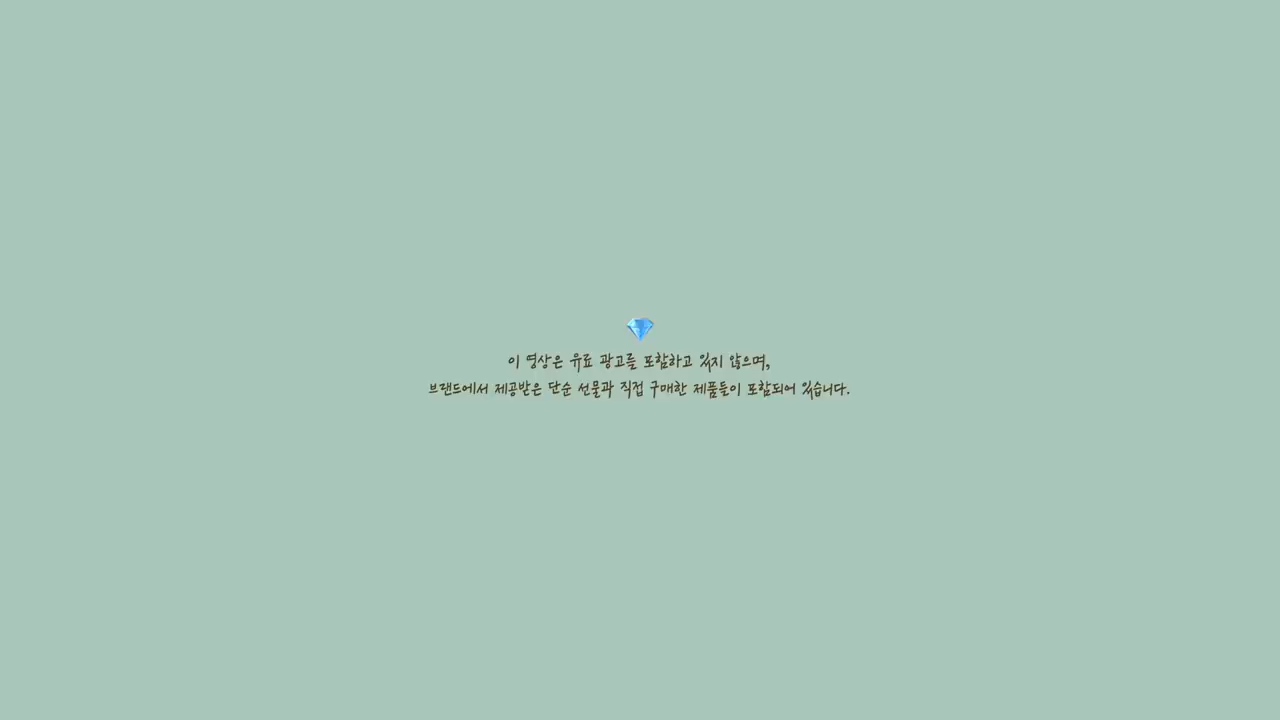 이 영상은 유료 광고를 포함하고 있지 않으며,
브랜드에서 제공받은 단순 선물과 직접 구매한 제품들이 포함되어 있습니다.